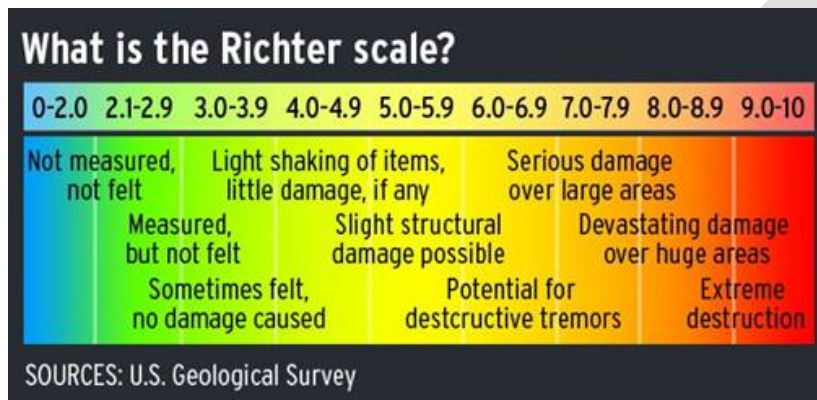 What is the Richter scale?
0-2.0 2.1-2.9 3.0-3.9 4.0-4.9 5.0-5.9 6.0-6.9 7.0-7.9 8.0-8.9 9.0-10
Not measured,
not felt
Light shaking of items,
little damage, if any
Serious damage
over large areas
Measured,
but not felt
Slight structural
damage possible
Devastating damage
over huge areas
Sometimes felt,
no damage caused
Potential for
destcructive tremors
Extreme
destruction
SOURCES: U.S. Geological Survey